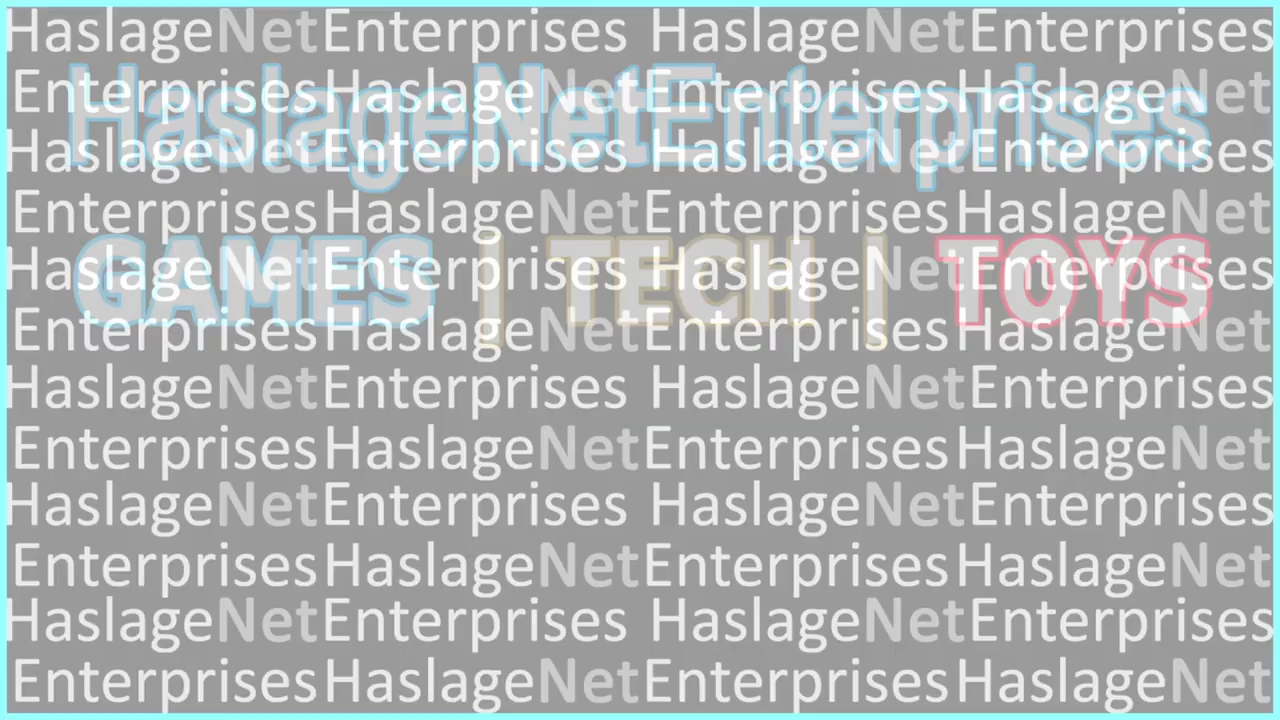 HaslageNetEnterprises HaslageNetEnterprises
EnterprisesHaslageNetEnterprisesHaslageNet
HaslageNetEnterprises
HaslageNetEnterprises HaslageNetEnterprises
EnterprisesHaslageNetEnterprisesHaslageNet
HaslageNetEnterprises HaslageNetEnterprises
GAMES | TECH | TOYS
EnterprisesHaslageNetEnterprisesHaslageNet
HaslageNetEnterprises HaslageNetEnterprises
EnterprisesHaslageNetEnterprisesHaslageNet
HaslageNetEnterprises HaslageNetEnterprises
EnterprisesHaslageNetEnterprisesHaslageNet
HaslageNetEnterprises HaslageNetEnterprises
EnterprisesHaslageNetEnterprisesHaslageNet